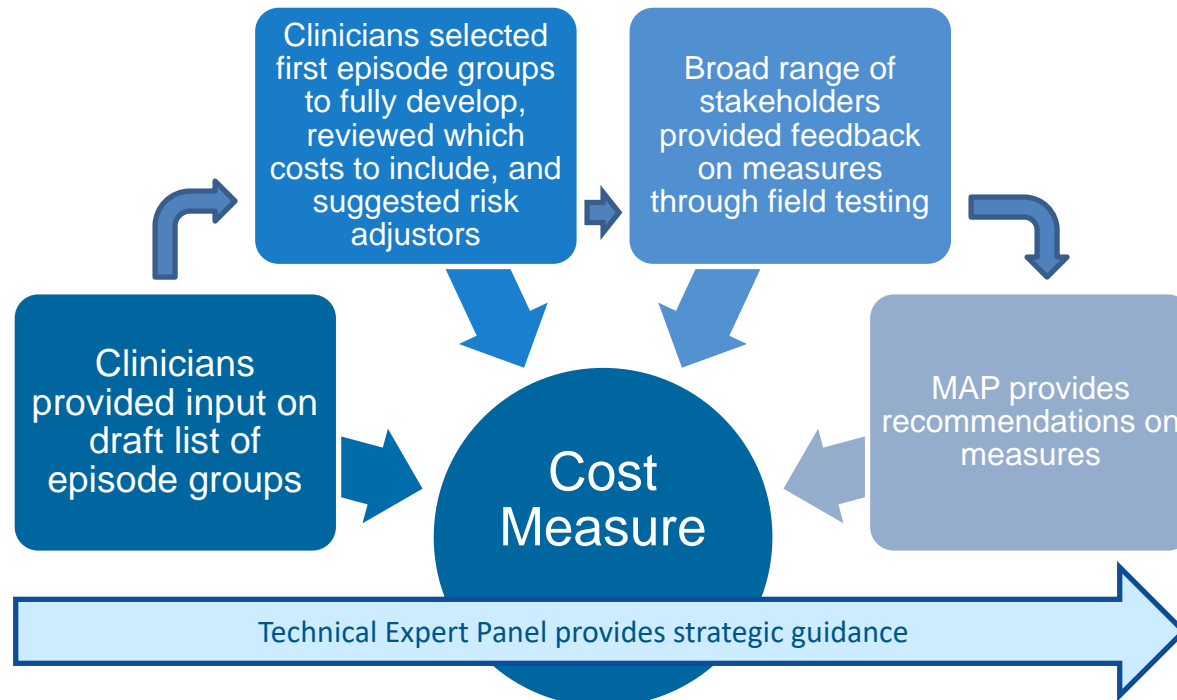 Clinicians
provided input on
draft list of
episode groups
Clinicians selected
first episode groups
to fully develop,
reviewed which
costs to include, and
suggested risk
adjustors
Broad range of
stakeholders
provided feedback
on measures
through field testing
MAP provides
recommendations on
measures
Cost
Measure
Technical Expert Panel provides strategic guidance